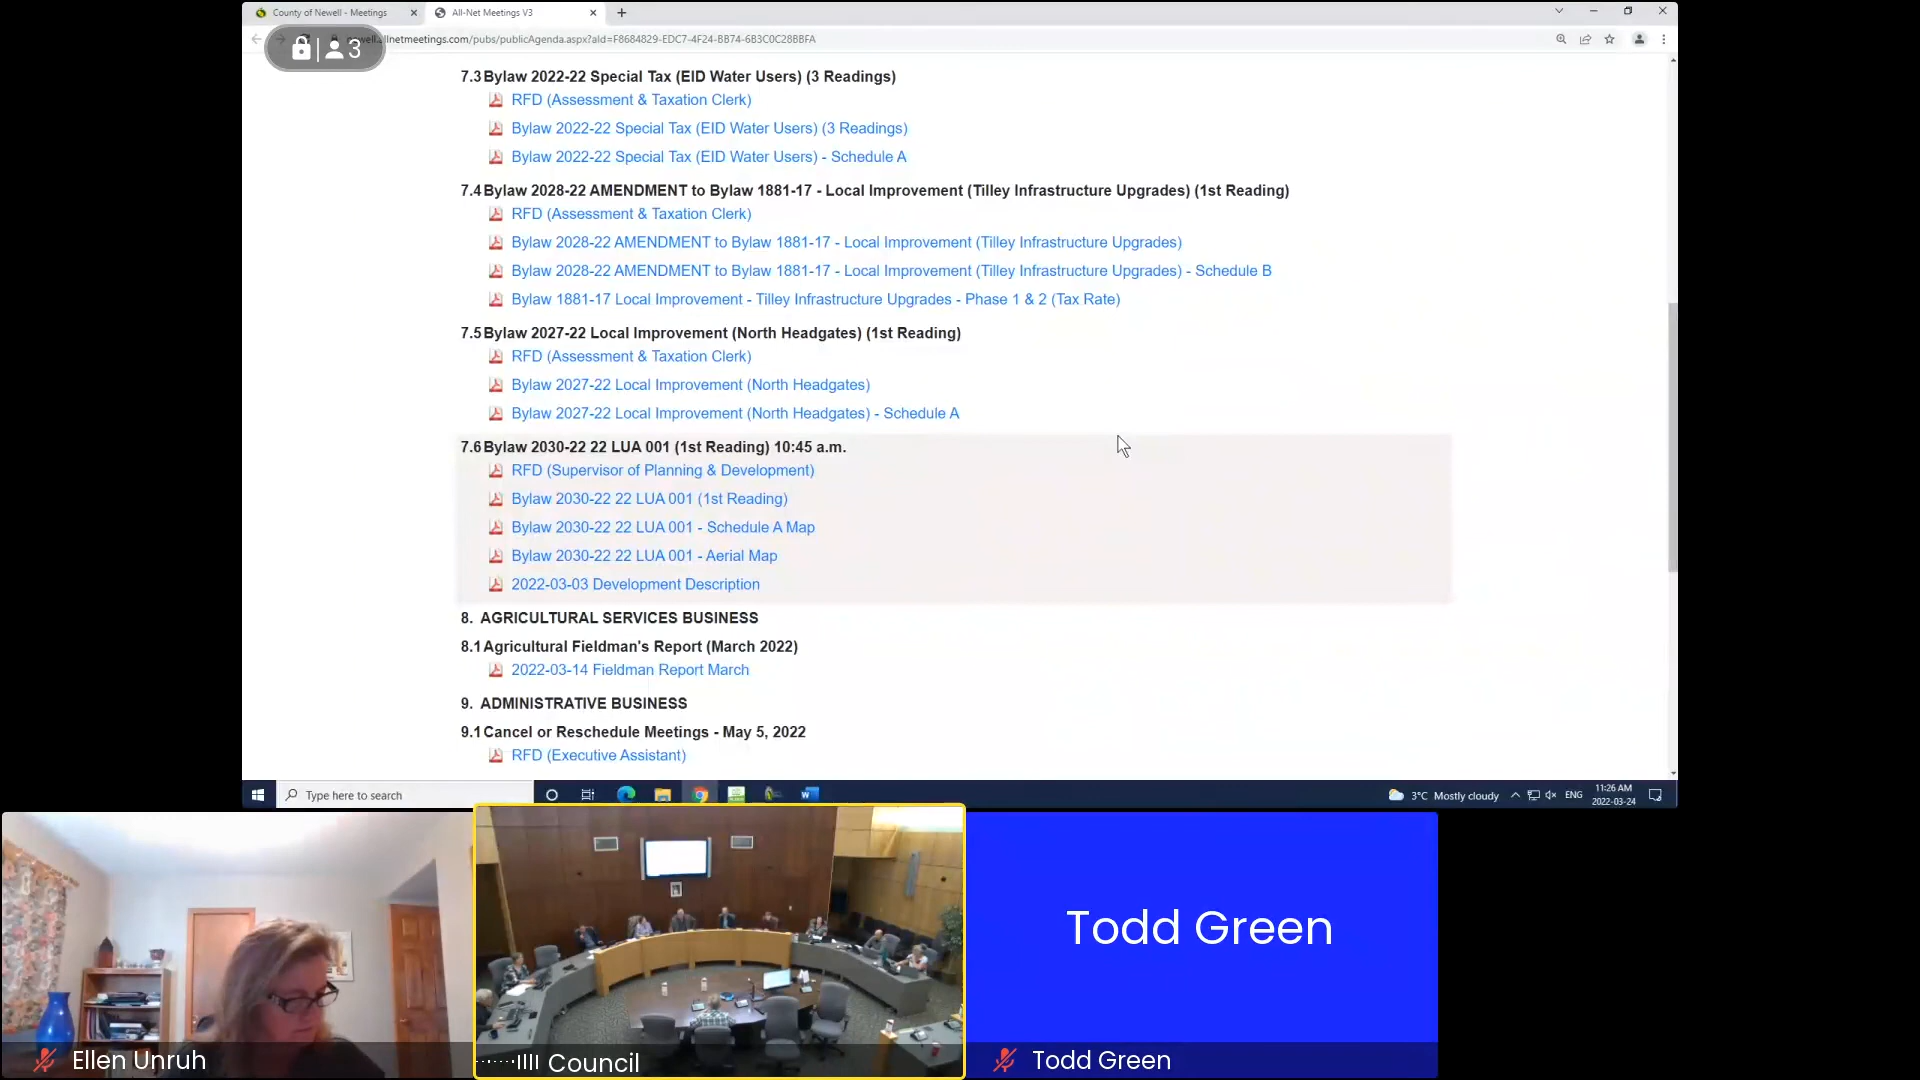 County of Newell - Meetings
All-Net Meetings V3
llnetmeetings.com/pubs/publicAgenda.aspx?aId=F8684829-EDC7-4F24-BB74-6B3C0C28BBFA
3
7.3 Bylaw 2022-22 Special Tax (EID Water Users) (3 Readings)
RFD (Assessment & Taxation Clerk)
Bylaw 2022-22 Special Tax (EID Water Users) (3 Readings)
Bylaw 2022-22 Special Tax (EID Water Users) - Schedule A
7.4 Bylaw 2028-22 AMENDMENT to Bylaw 1881-17 - Local Improvement (Tilley Infrastructure Upgrades) (1st Reading)
RFD (Assessment & Taxation Clerk)
Bylaw 2028-22 AMENDMENT to Bylaw 1881-17 - Local Improvement (Tilley Infrastructure Upgrades)
Bylaw 2028-22 AMENDMENT to Bylaw 1881-17 - Local Improvement (Tilley Infrastructure Upgrades) - Schedule B
Bylaw 1881-17 Local Improvement - Tilley Infrastructure Upgrades - Phase 1 & 2 (Tax Rate)
7.5 Bylaw 2027-22 Local Improvement (North Headgates) (1st Reading)
RFD (Assessment & Taxation Clerk)
Bylaw 2027-22 Local Improvement (North Headgates)
Bylaw 2027-22 Local Improvement (North Headgates) - Schedule A
7.6 Bylaw 2030-22 22 LUA 001 (1st Reading) 10:45 a.m.
RFD (Supervisor of Planning & Development)
Bylaw 2030-22 22 LUA 001 (1st Reading)
Bylaw 2030-22 22 LUA 001 - Schedule A Map
Bylaw 2030-22 22 LUA 001 - Aerial Map
2022-03-03 Development Description
8. AGRICULTURAL SERVICES BUSINESS
8.1 Agricultural Fieldman's Report (March 2022)
2022-03-14 Fieldman Report March
9. ADMINISTRATIVE BUSINESS
9.1 Cancel or Reschedule Meetings - May 5, 2022
RFD (Executive Assistant)
Type here to search
3°C Mostly cloudy
ENG
11:26 AM
2022-03-24
Todd Green
Ellen Unruh
Council
Todd Green